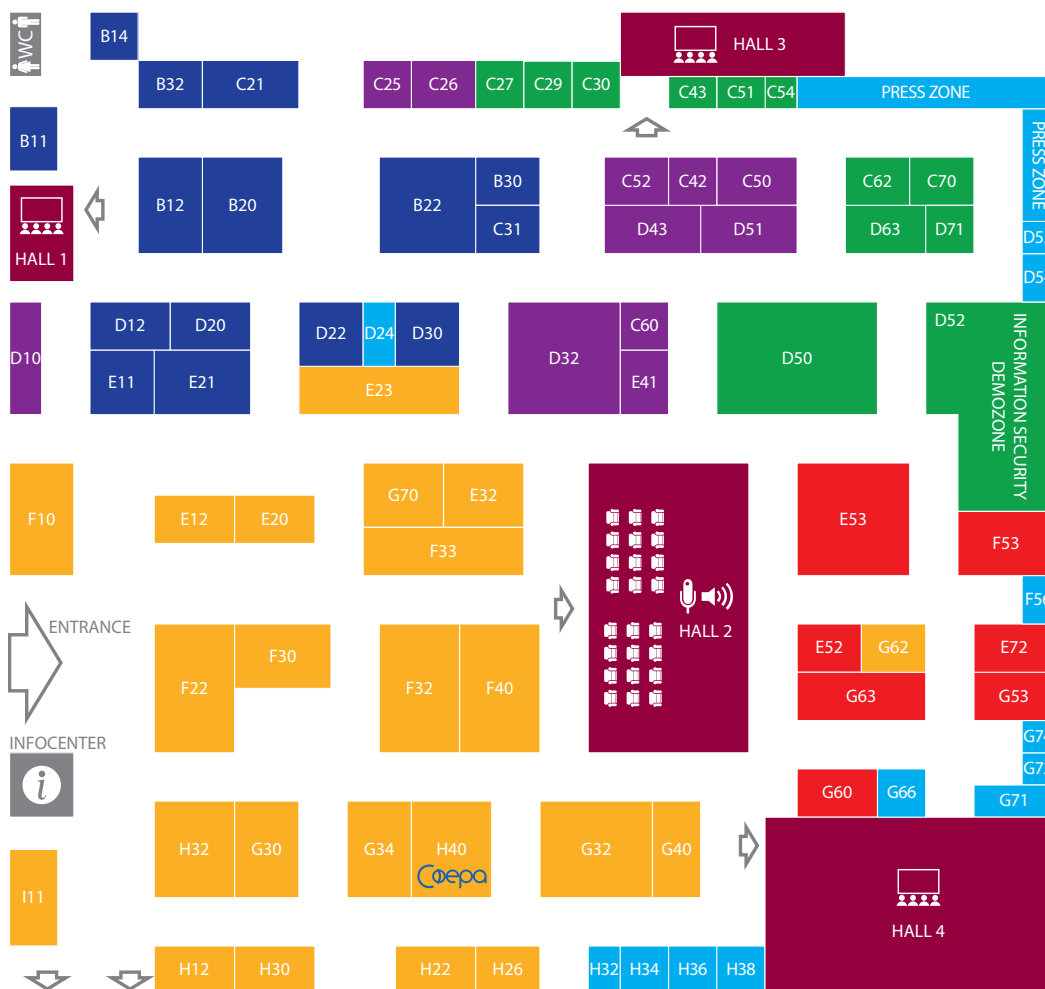 WC
B14
HALL 3
B32
C21
C25
C26
C27
C29
C30
C43
C51
C54
PRESS ZONE
B11
PRESS ZONE
B12
B20
B22
B30
C31
C52
C42
C50
D43
D51
C62
C70
D63
D71
HALL 1
D10
D12
D20
E11
E21
D22
D24
D30
E23
D32
C60
E41
D50
D52
INFORMATION SECURITY
DEMOZONE
F10
E12
E20
G70
E32
F33
E53
F53
ENTRANCE
F22
F30
F32
F40
HALL 2
E52
G62
G63
E72
G53
INFOCENTER
i
G60
G66
G71
H32
G30
G34
H40
G32
G40
I11
HALL 4
H12
H30
H22
H26
H32
H34
H36
H38